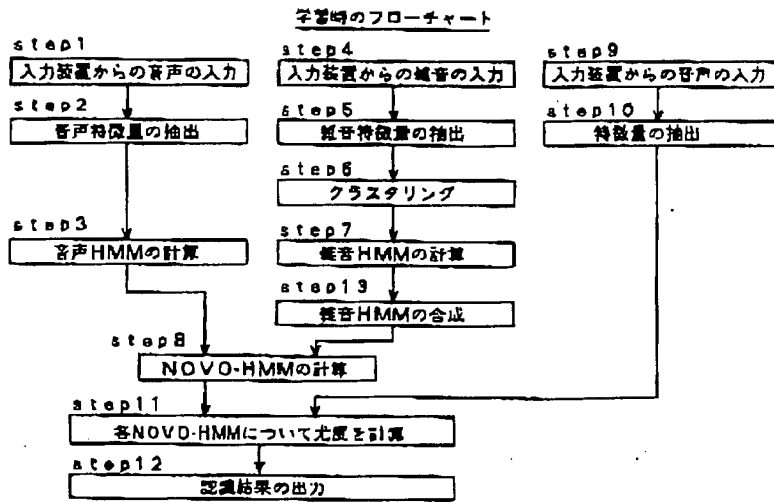 学習時のフローチャート
step1
入力装置からの音声の入力
step2
音声特徴量の抽出
step3
音声HMMの計算
step4
入力装置からの雑音の入力
step5
雑音特徴量の抽出
step6
クラスタリング
step7
雑音HMMの計算
step13
雑音HMMの合成
step8
NOVO-HMMの計算
step9
入力装置からの音声の入力
step10
特徴量の抽出
step11
各NOVO-HMMについて尤度を計算
step12
認識結果の出力